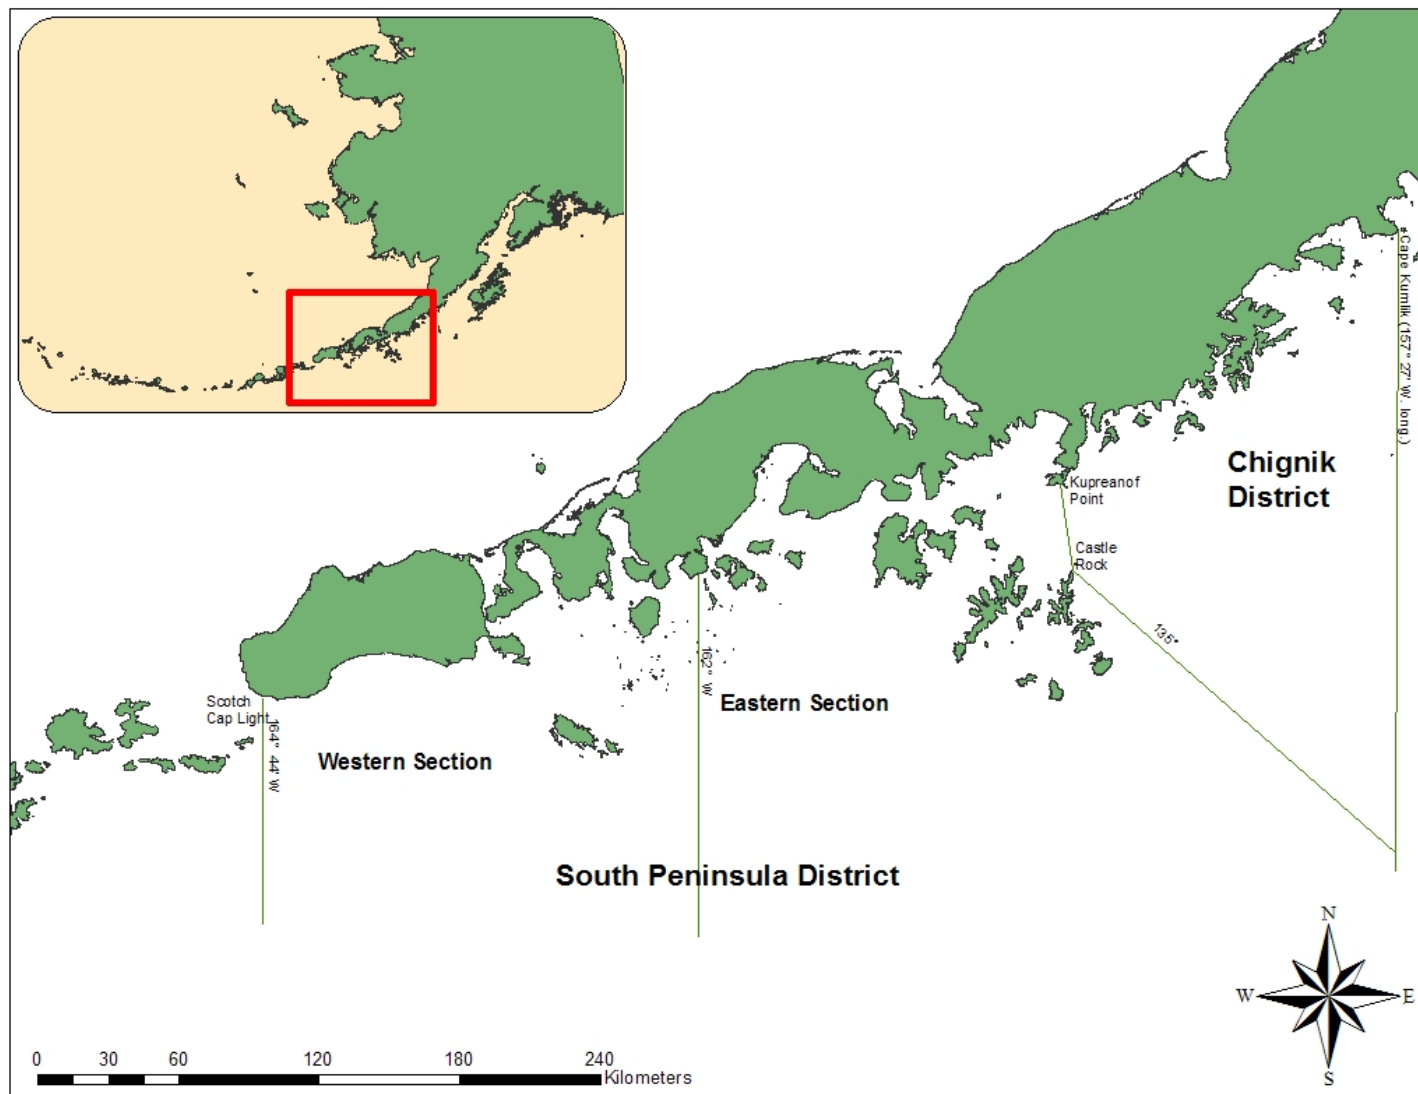 Cape Kumlik (157° 27' W. long.)
Chignik
District
Kupreanof
Point
Castle
Rock
135°
162° W
Eastern Section
Scotch
Cap Light
164° 44' W
Western Section
South Peninsula District
N
W
E
S
0 30 60 120 180 240
Kilometers